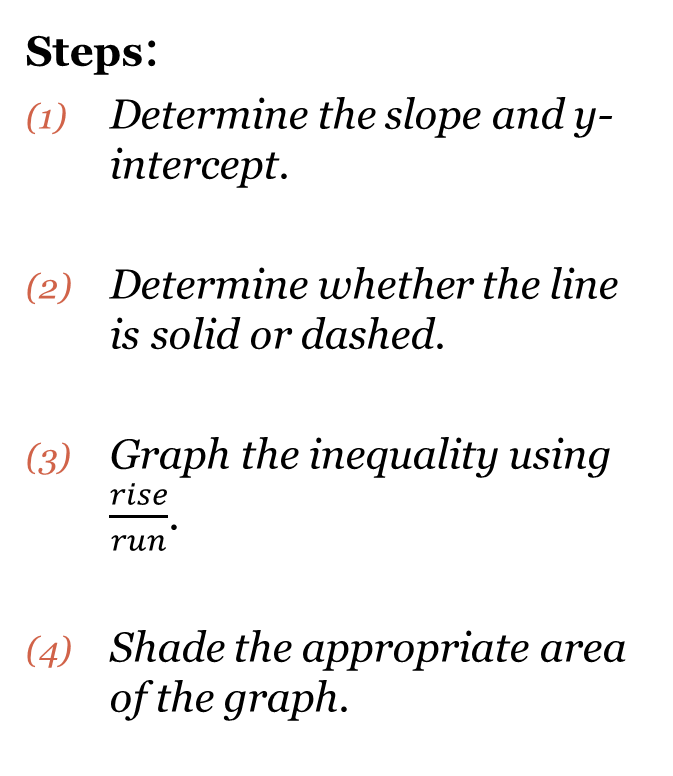 Steps:
(1) Determine the slope and y-
intercept.
(2) Determine whether the line
is solid or dashed.
(3) Graph the inequality using
rise/run.
(4) Shade the appropriate area
of the graph.